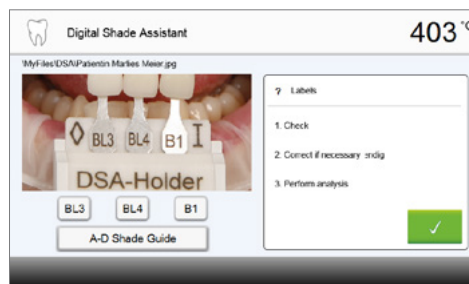 Digital Shade Assistant
403 °C
\MyFiles\DSA\Patientin Marlies Meier.jpg
BL3 BL4 B1
DSA-Holder
BL3 BL4 B1
A-D Shade Guide
? Labels
1. Check
2. Correct if necessary
3. Perform analysis